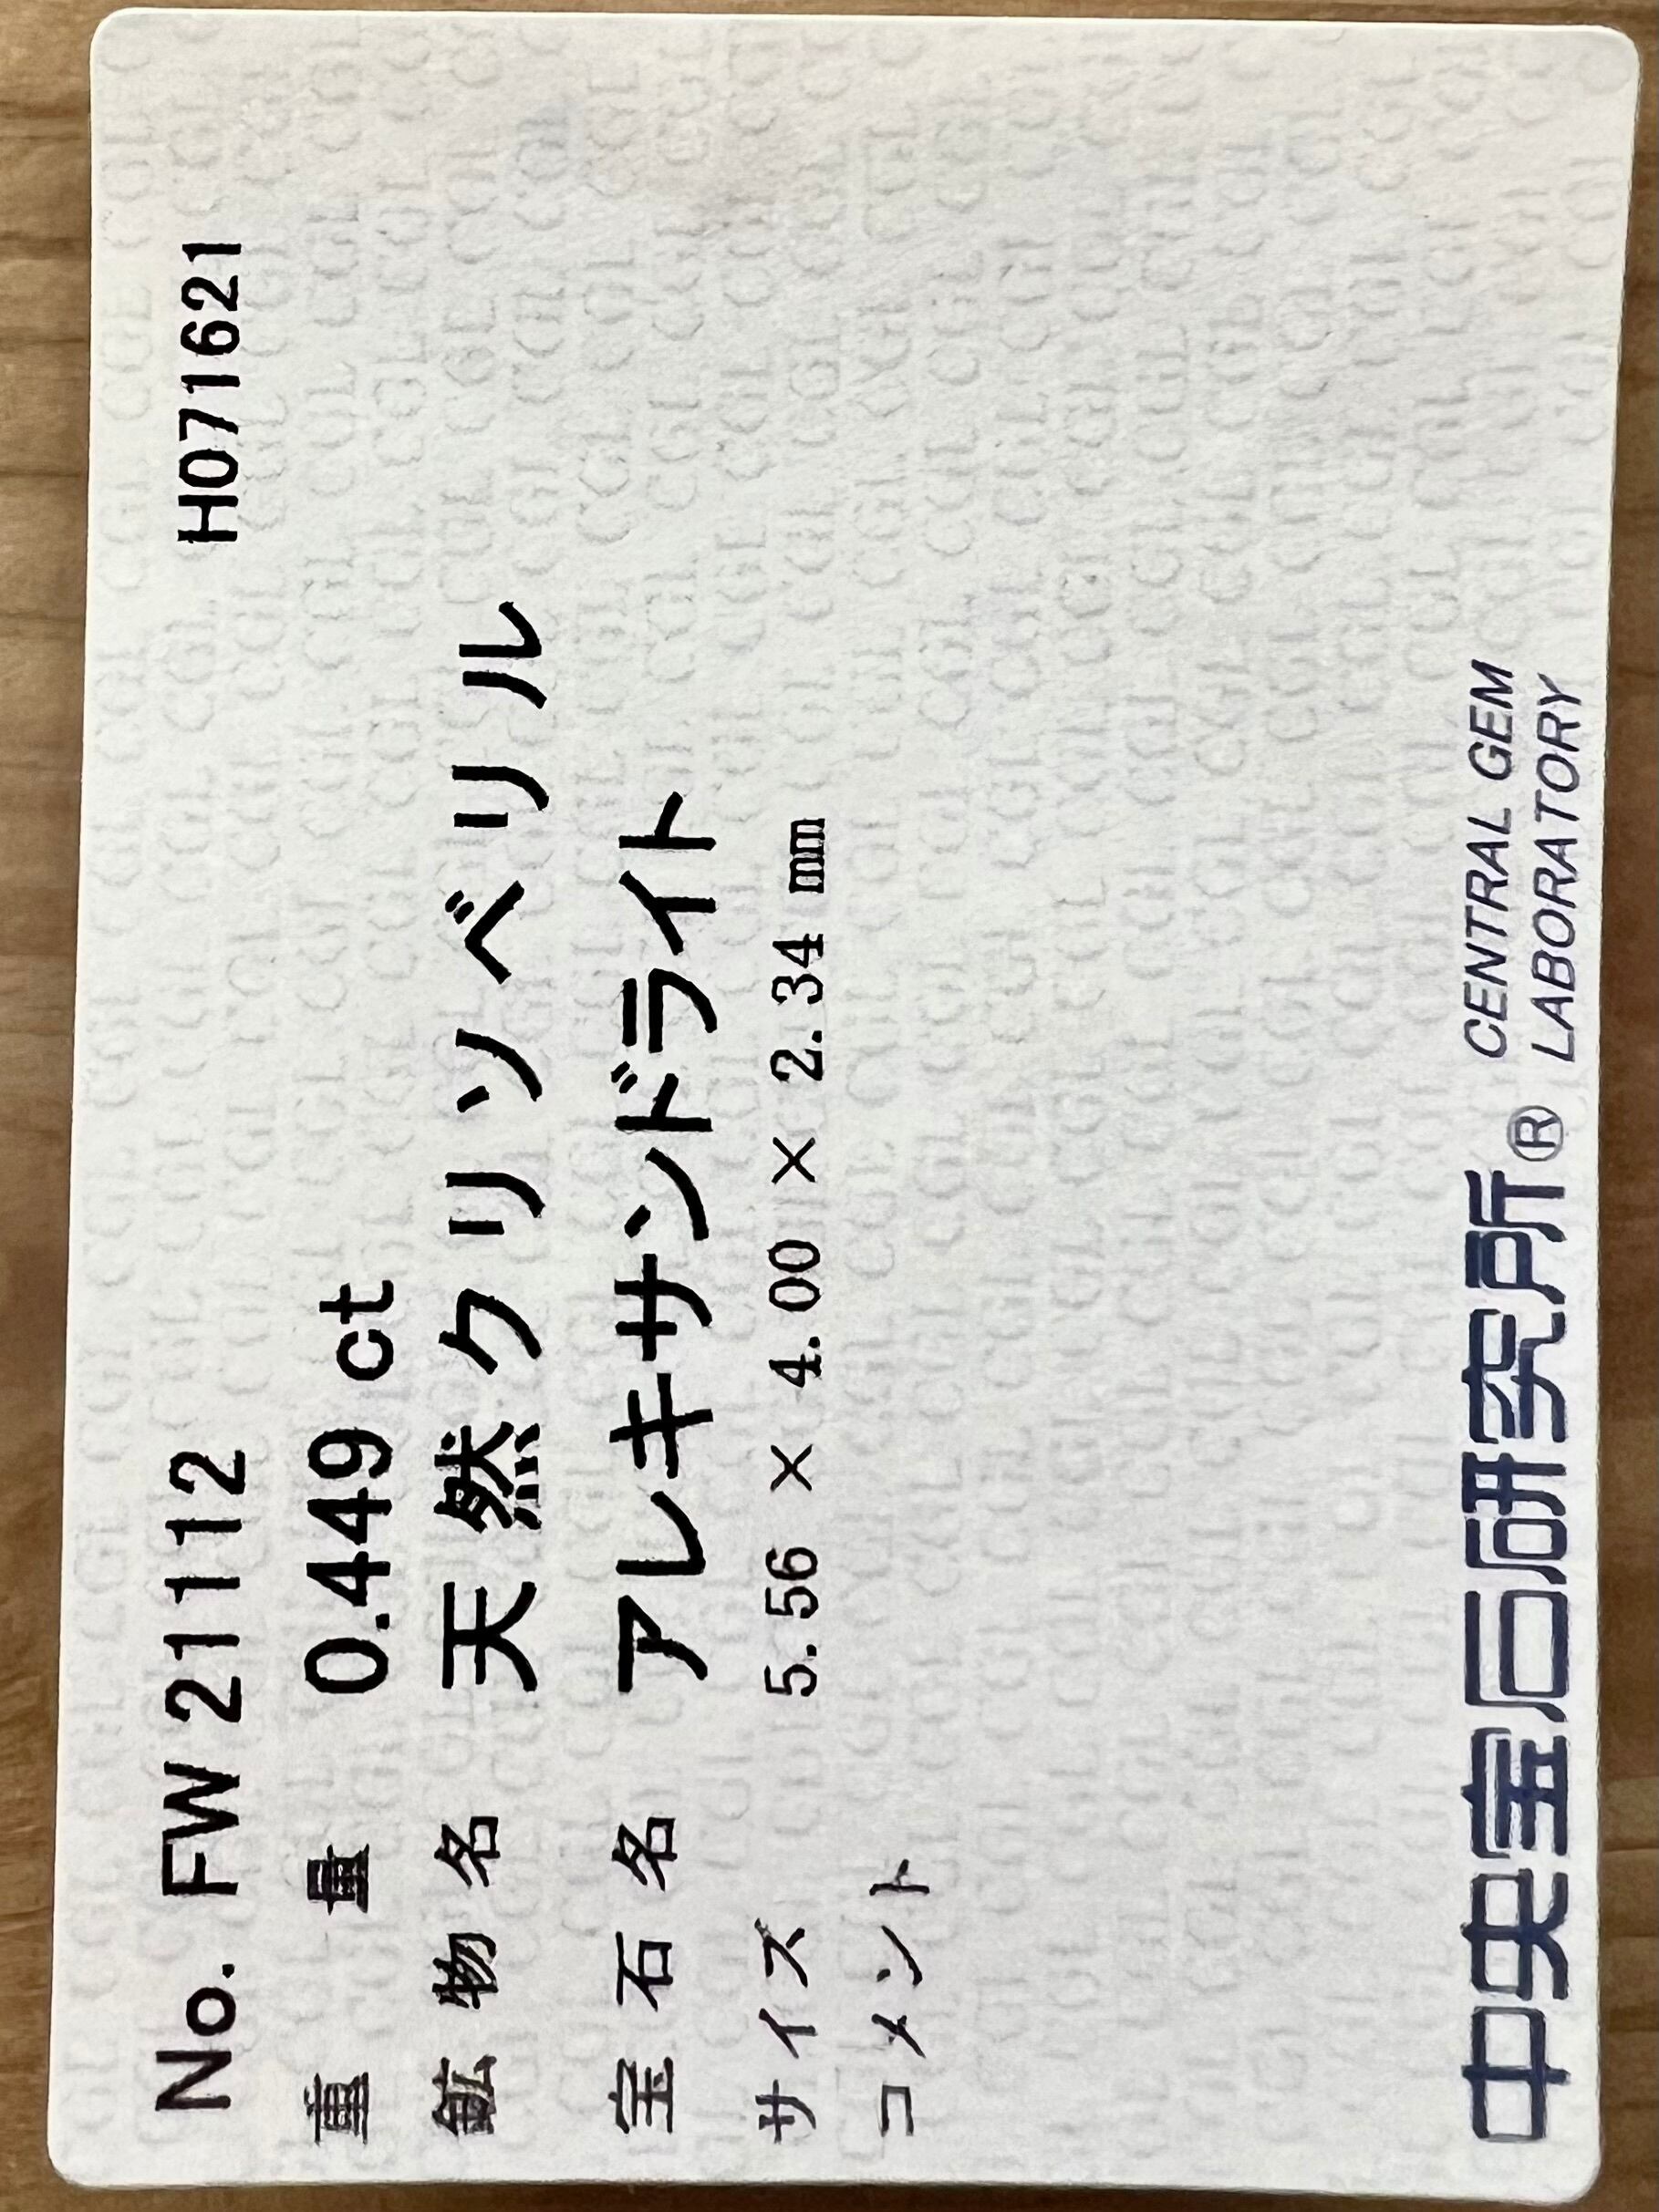 No. FW 21112 H071621
重量 0.449 ct
鉱物名 天然クリソベリル
宝石名 アレキサンドライト
サイズ 5.56 × 4.00 × 2.34 mm
コメント
中央宝石研究所® CENTRAL GEM
LABORATORY